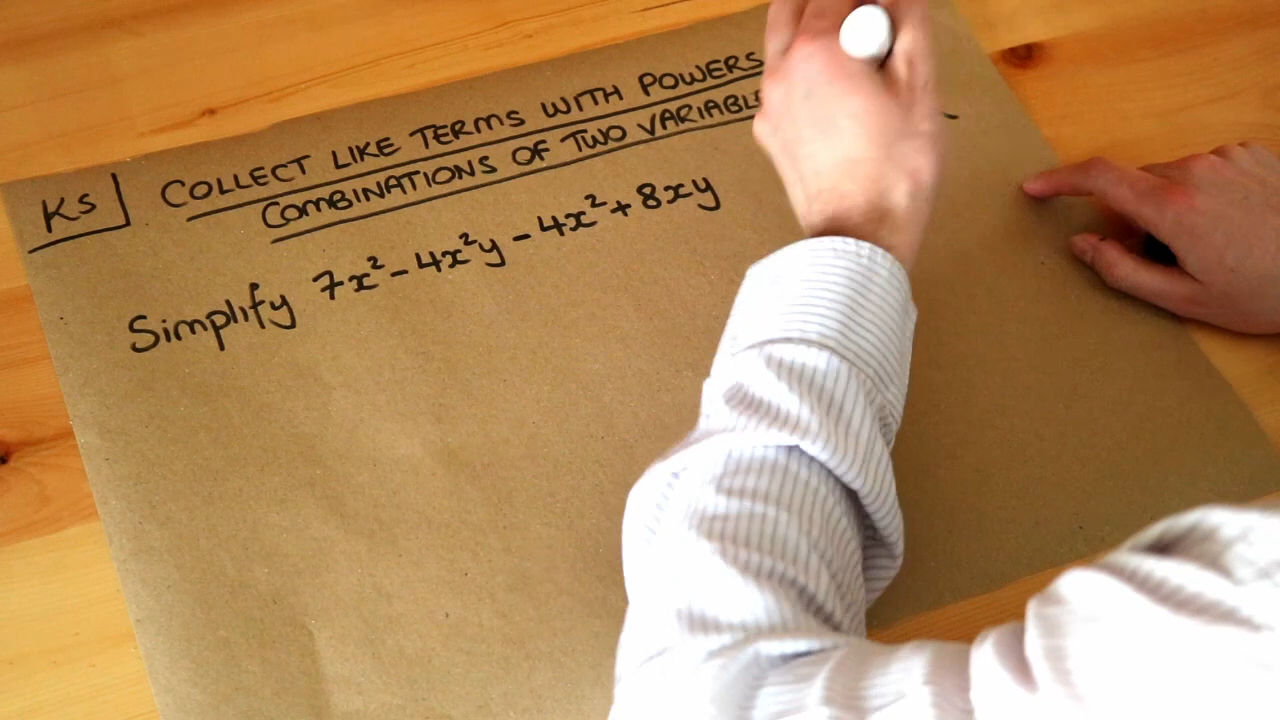 KS
COLLECT LIKE TERMS WITH POWERS
COMBINATIONS OF TWO
Simplify 7x² - 4x²y - 4x² + 8xy